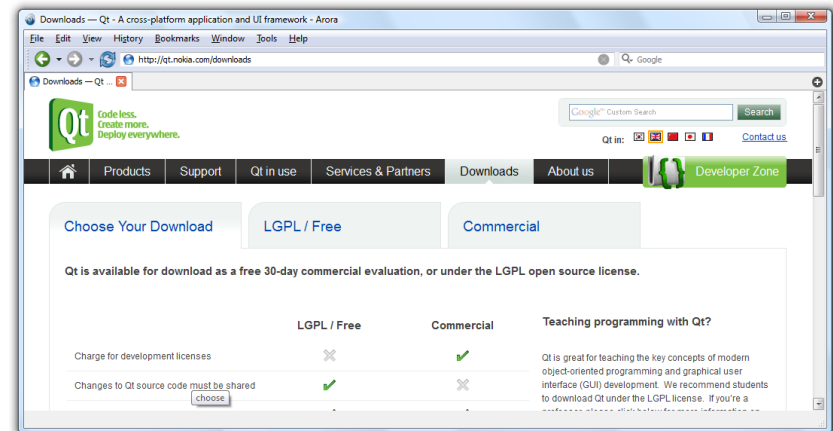 Downloads — Qt - A cross-platform application and UI framework - Arora
File Edit View History Bookmarks Window Tools Help
http://qt.nokia.com/downloads
Google
Downloads — Qt ...
Qt
Code less.
Create more.
Deploy everywhere.
Google™ Custom Search
Search
Qt in:
Contact us
Products Support Qt in use Services & Partners Downloads About us Developer Zone
Choose Your Download LGPL / Free Commercial
Qt is available for download as a free 30-day commercial evaluation, or under the LGPL open source license.
LGPL / Free Commercial
Charge for development licenses
Changes to Qt source code must be shared
choose
Teaching programming with Qt?
Qt is great for teaching the key concepts of modern
object-oriented programming and graphical user
interface (GUI) development. We recommend students
to download Qt under the LGPL license. If you're a